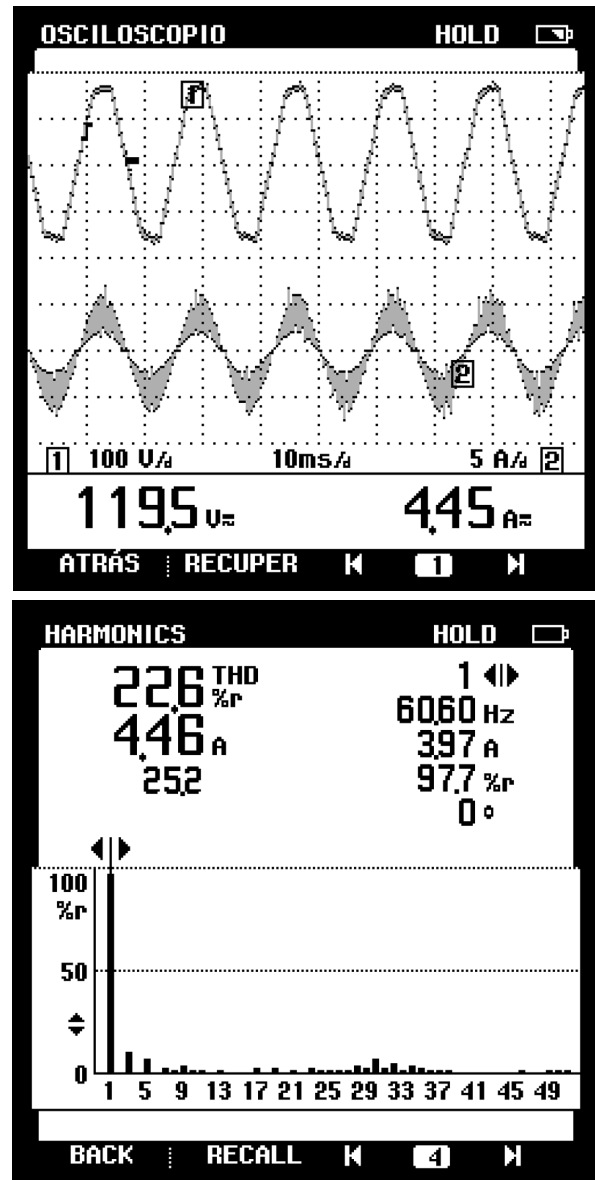 OSCILOSCOPIO HOLD
1 100 V/d 10ms/d 5 A/d 2
119.5 V≂ 4.45 A≂
ATRÁS RECUPER 1
HARMONICS HOLD
22.6 THD %r 1
4.46 A 60.60 Hz
25.2 3.97 A
97.7 %r
0 °
100
%r
50
0
1 5 9 13 17 21 25 29 33 37 41 45 49
BACK RECALL 4